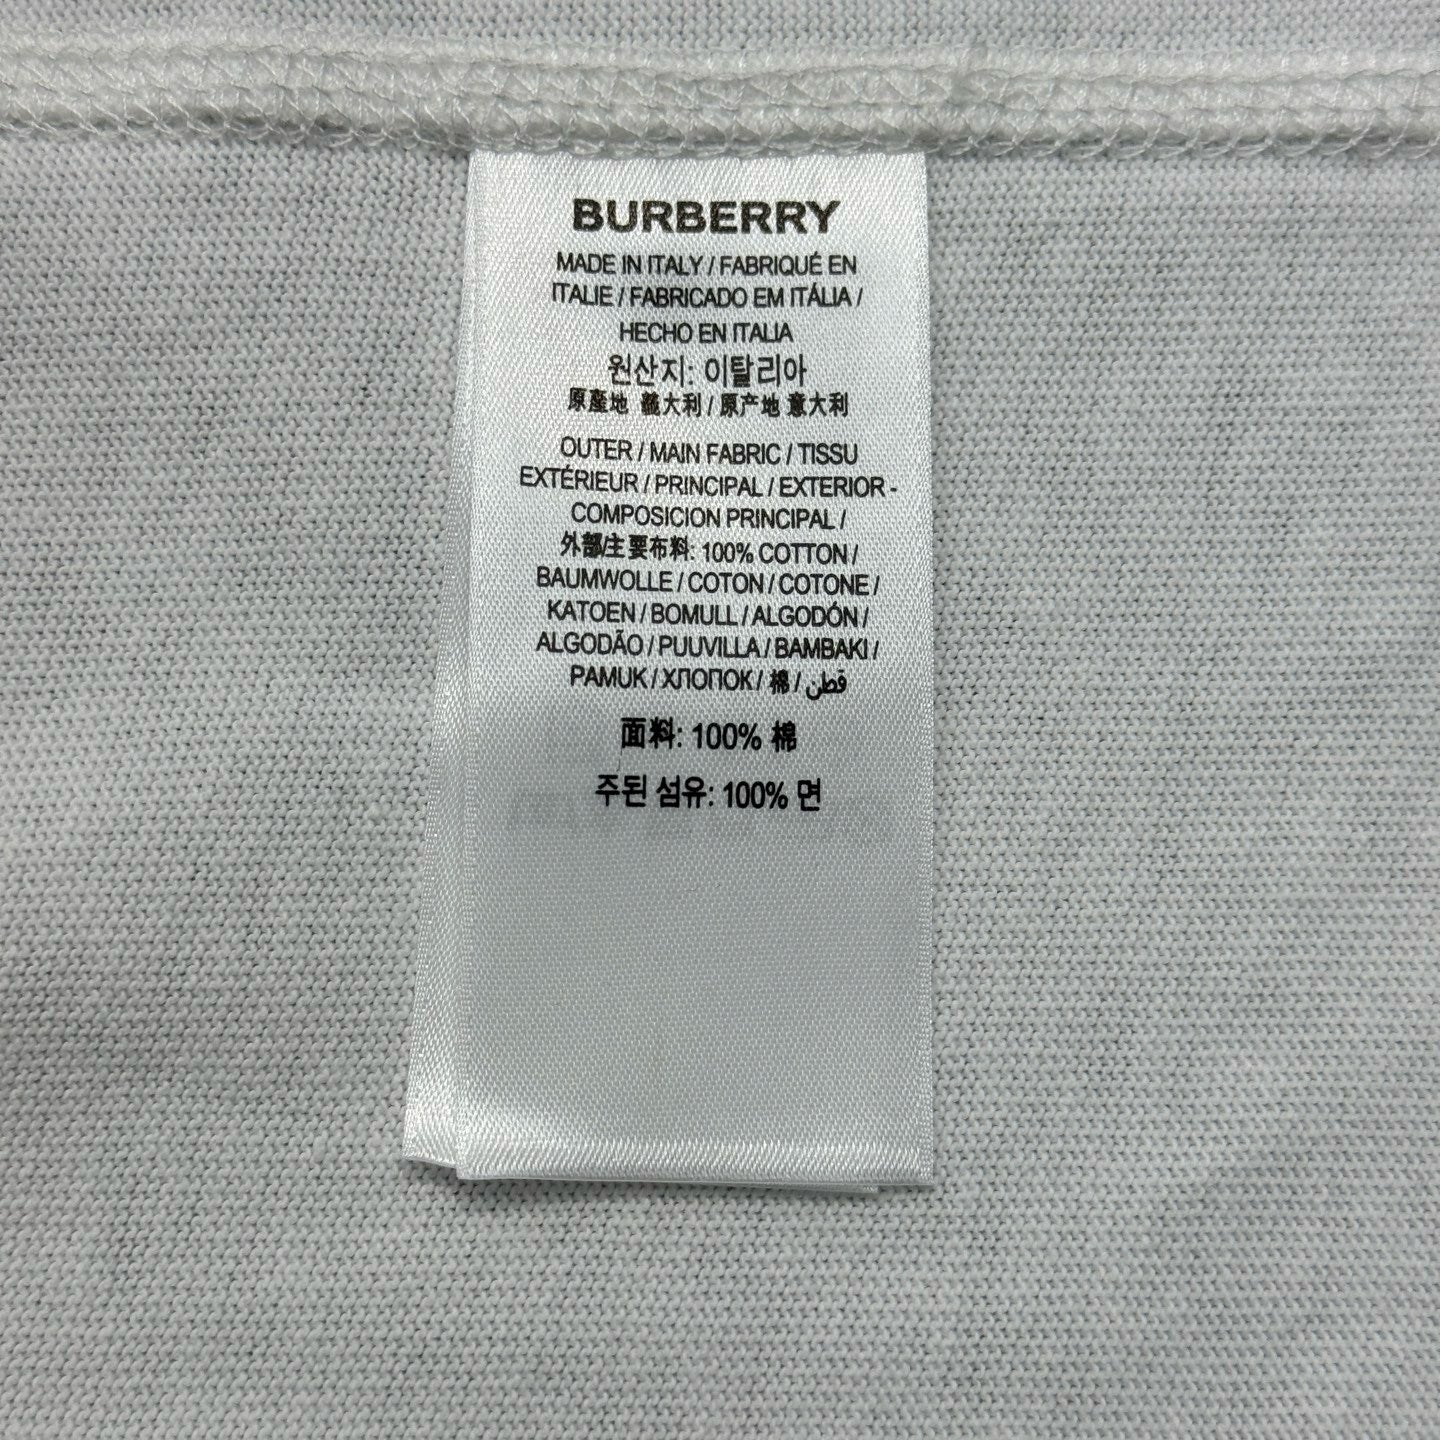 BURBERRY
MADE IN ITALY / FABRIQUÉ EN
ITALIE / FABRICADO EM ITÁLIA /
HECHO EN ITALIA
원산지: 이탈리아
原產地 義大利 / 原产地 意大利
OUTER / MAIN FABRIC / TISSU
EXTÉRIEUR / PRINCIPAL / EXTERIOR -
COMPOSICION PRINCIPAL /
外部/主要布料: 100% COTTON /
BAUMWOLLE / COTON / COTONE /
KATOEN / BOMULL / ALGODÓN /
ALGODÃO / PUUVILLA / BAMBAKI /
PAMUK / ХЛОПОК / 棉 / قطن
面料: 100% 棉
주된 섬유: 100% 면